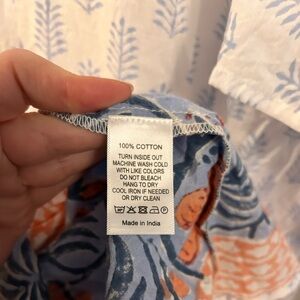 100% COTTON
TURN INSIDE OUT
MACHINE WASH COLD
WITH LIKE COLORS
DO NOT BLEACH
HANG TO DRY
COOL IRON IF NEEDED
OR DRY CLEAN
Made in India